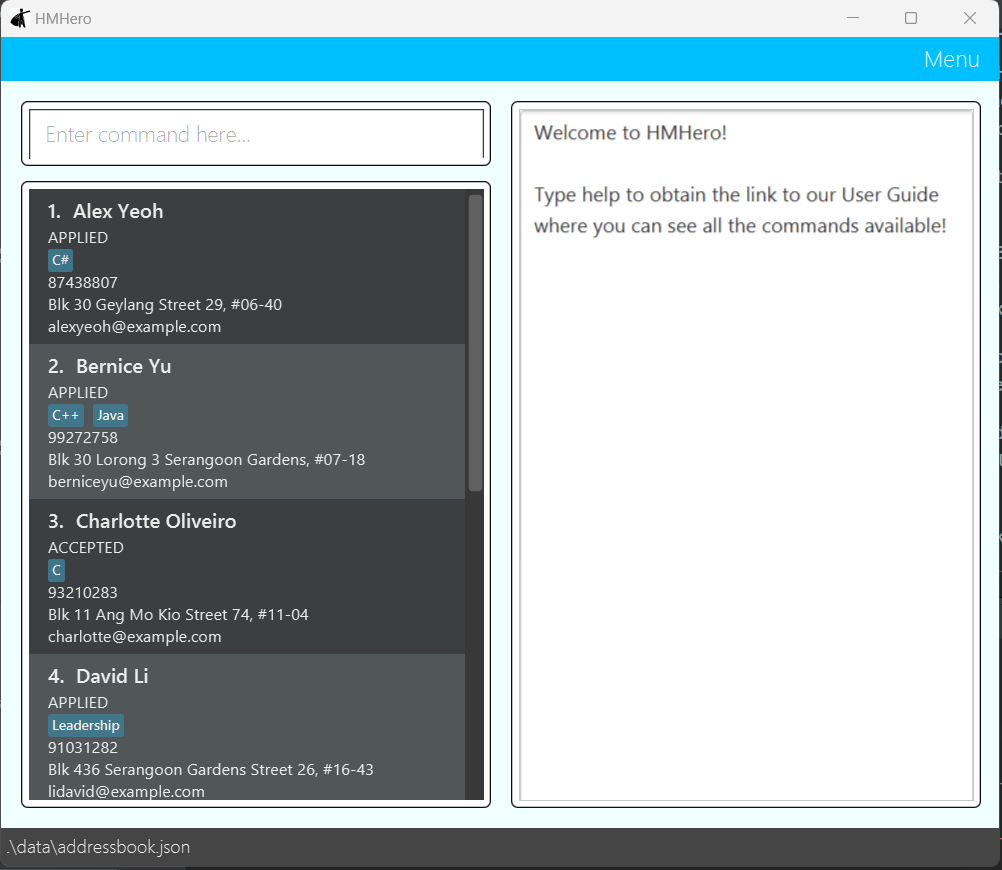 HMHero
Menu
Enter command here...
1. Alex Yeoh
APPLIED
C#
87438807
Blk 30 Geylang Street 29, #06-40
alexyeoh@example.com
2. Bernice Yu
APPLIED
C++ Java
99272758
Blk 30 Lorong 3 Serangoon Gardens, #07-18
berniceyu@example.com
3. Charlotte Oliveiro
ACCEPTED
C
93210283
Blk 11 Ang Mo Kio Street 74, #11-04
charlotte@example.com
4. David Li
APPLIED
Leadership
91031282
Blk 436 Serangoon Gardens Street 26, #16-43
lidavid@example.com
Welcome to HMHero!
Type help to obtain the link to our User Guide
where you can see all the commands available!
.\data\addressbook.json